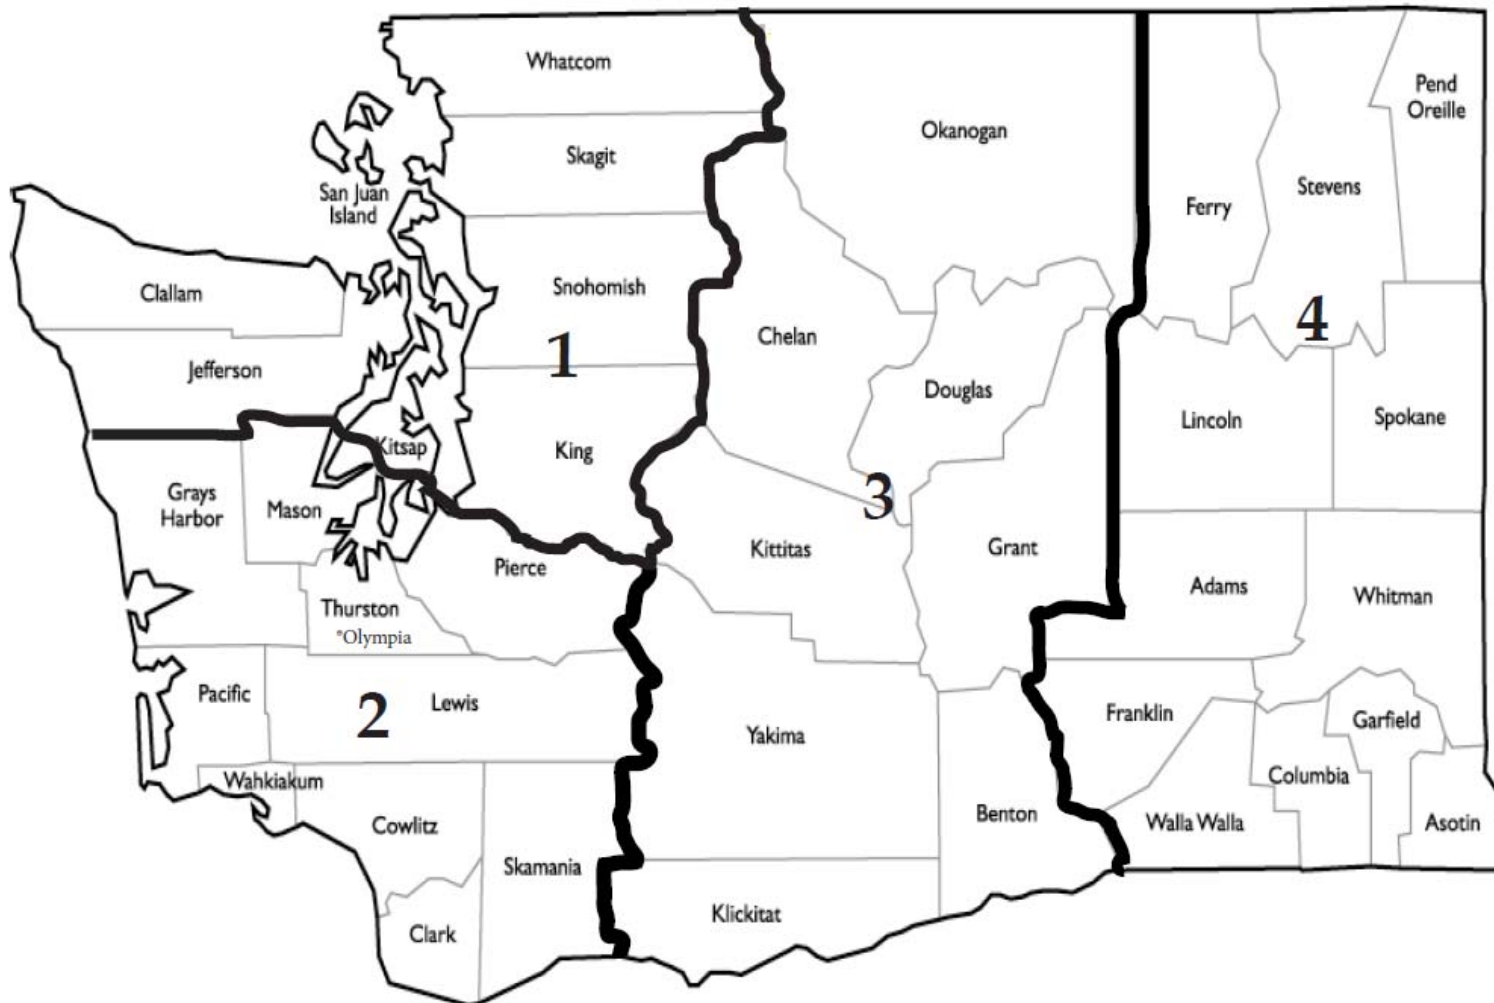 Whatcom
Skagit
San Juan
Island
Snohomish
1
Clallam
Jefferson
King
Kitsap
Grays
Harbor
Mason
Pierce
Thurston
°Olympia
Pacific
2
Lewis
Wahkiakum
Cowlitz
Skamania
Clark
Okanogan
Chelan
Douglas
3
Kittitas
Grant
Yakima
Benton
Klickitat
Pend
Oreille
Stevens
Ferry
4
Lincoln
Spokane
Adams
Whitman
Franklin
Garfield
Columbia
Walla Walla
Asotin